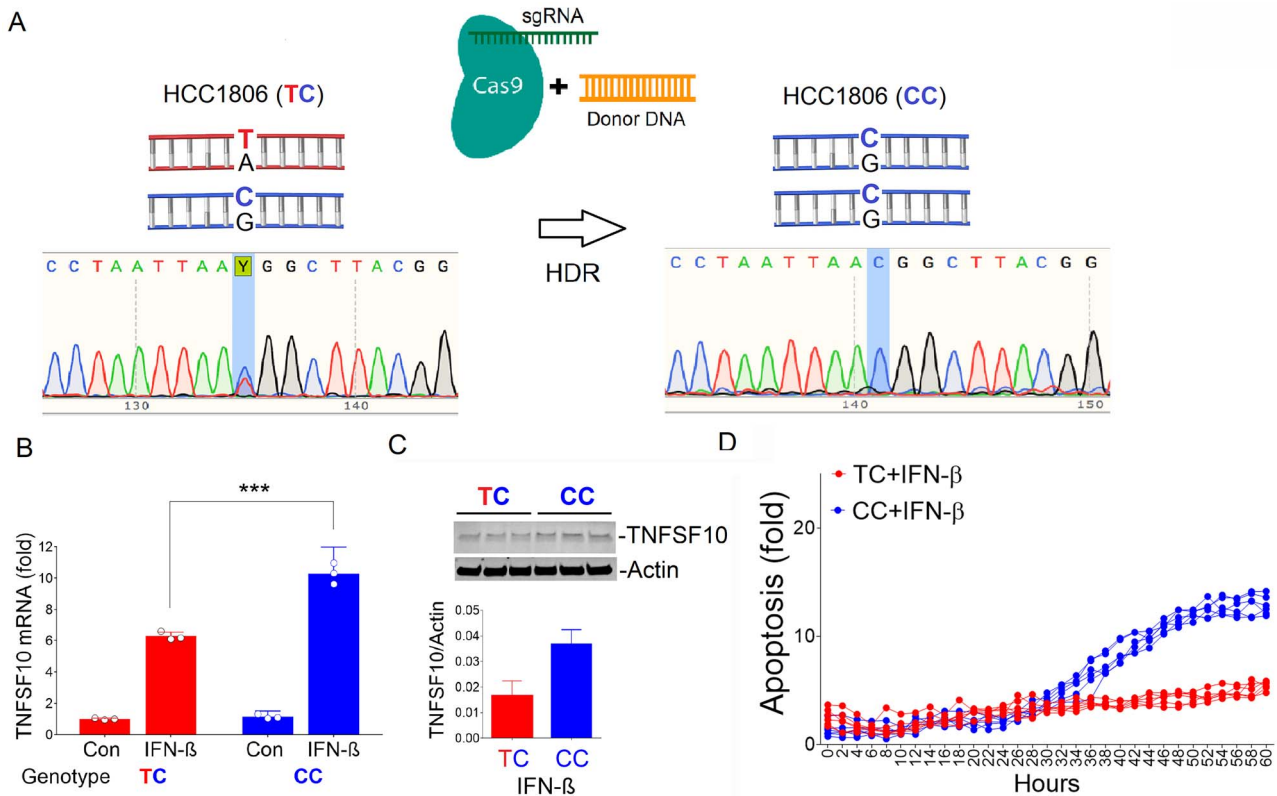 A
sgRNA
Cas9
+
Donor DNA
HCC1806 (TC)
T
A
C
G
C C T A A T T A A Y G G C T T A C G G
130
140
HDR
HCC1806 (CC)
C
G
C
G
C C T A A T T A A C G G C T T A C G G
140
150
B
***
TNFSF10 mRNA (fold)
12
10
8
6
4
2
0
Con
IFN-ß
Con
IFN-ß
Genotype
TC
CC
C
TC
CC
-TNFSF10
-Actin
TNFSF10/Actin
0.05
0.04
0.03
0.02
0.01
0.00
TC
CC
IFN-ß
D
TC+IFN-β
CC+IFN-β
Apoptosis (fold)
20
10
0
0 2 4 6 8 10 12 14 16 18 20 22 24 26 28 30 32 34 36 38 40 42 44 46 48 50 52 54 56 58 60
Hours